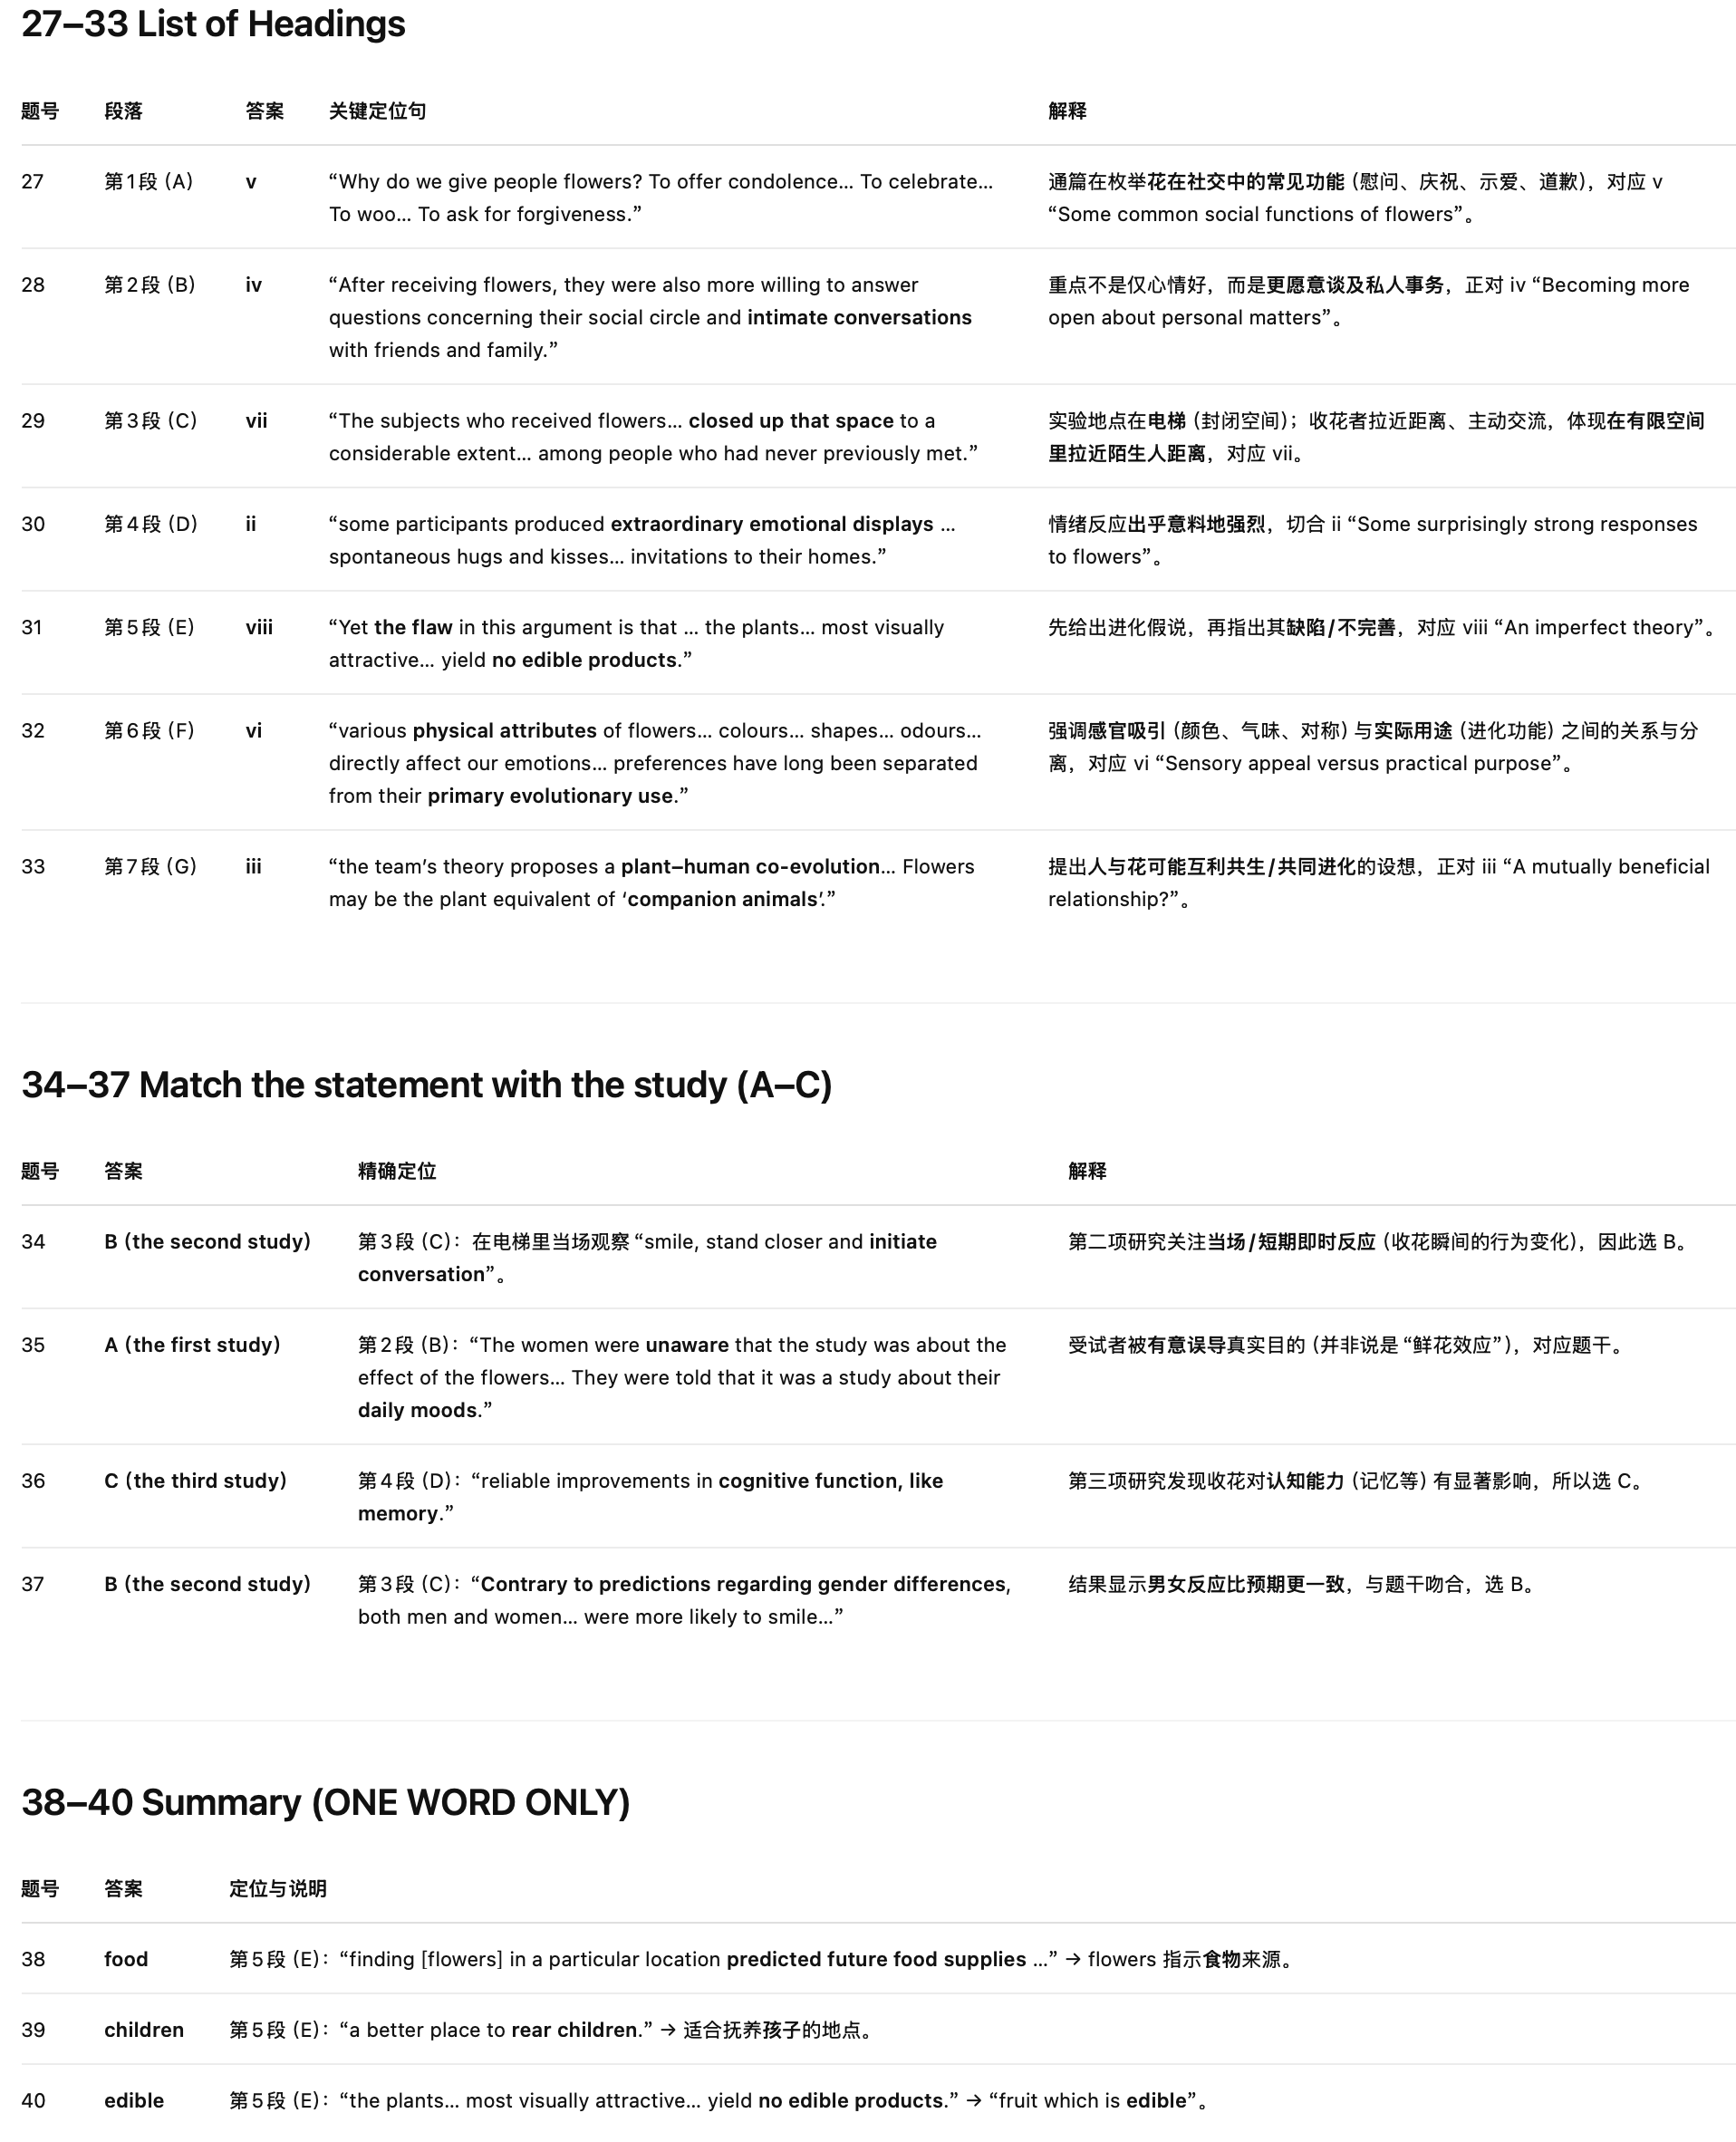 27–33 List of Headings
题号 段落 答案 关键定位句 解释
27 第1段 (A) v “Why do we give people flowers? To offer condolence… To celebrate… 通篇在枚举花在社交中的常见功能 (慰问、庆祝、示爱、道歉)，对应 v
To woo… To ask for forgiveness.” “Some common social functions of flowers”。
28 第2段 (B) iv “After receiving flowers, they were also more willing to answer 重点不是仅心情好，而是更愿意谈及私人事务，正对 iv “Becoming more
questions concerning their social circle and intimate conversations open about personal matters”。
with friends and family.”
29 第3段 (C) vii “The subjects who received flowers… closed up that space to a 实验地点在电梯 (封闭空间)；收花者拉近距离、主动交流，体现在有限空间
considerable extent… among people who had never previously met.” 里拉近陌生人距离，对应 vii。
30 第4段 (D) ii “some participants produced extraordinary emotional displays … 情绪反应出乎意料地强烈，切合 ii “Some surprisingly strong responses
spontaneous hugs and kisses… invitations to their homes.” to flowers”。
31 第5段 (E) viii “Yet the flaw in this argument is that … the plants… most visually 先给出进化假说，再指出其缺陷/不完善，对应 viii “An imperfect theory”。
attractive… yield no edible products.”
32 第6段 (F) vi “various physical attributes of flowers… colours… shapes… odours… 强调感官吸引 (颜色、气味、对称) 与实际用途 (进化功能) 之间的关系与分
directly affect our emotions… preferences have long been separated 离，对应 vi “Sensory appeal versus practical purpose”。
from their primary evolutionary use.”
33 第7段 (G) iii “the team’s theory proposes a plant–human co-evolution… Flowers 提出人与花可能互利共生/共同进化的设想，正对 iii “A mutually beneficial
may be the plant equivalent of ‘companion animals’.” relationship?”。
34–37 Match the statement with the study (A–C)
题号 答案 精确定位 解释
34 B (the second study) 第3段 (C)：在电梯里当场观察 “smile, stand closer and initiate 第二项研究关注当场/短期即时反应 (收花瞬间的行为变化)，因此选 B。
conversation”。
35 A (the first study) 第2段 (B)：“The women were unaware that the study was about the 受试者被有意误导真实目的 (并非说是 “鲜花效应”)，对应题干。
effect of the flowers… They were told that it was a study about their
daily moods.”
36 C (the third study) 第4段 (D)：“reliable improvements in cognitive function, like 第三项研究发现收花对认知能力 (记忆等) 有显著影响，所以选 C。
memory.”
37 B (the second study) 第3段 (C)：“Contrary to predictions regarding gender differences, 结果显示男女反应比预期更一致，与题干吻合，选 B。
both men and women… were more likely to smile…”
38–40 Summary (ONE WORD ONLY)
题号 答案 定位与说明
38 food 第5段 (E)：“finding [flowers] in a particular location predicted future food supplies …” → flowers 指示食物来源。
39 children 第5段 (E)：“a better place to rear children.” → 适合抚养孩子的地点。
40 edible 第5段 (E)：“the plants… most visually attractive… yield no edible products.” → “fruit which is edible”。